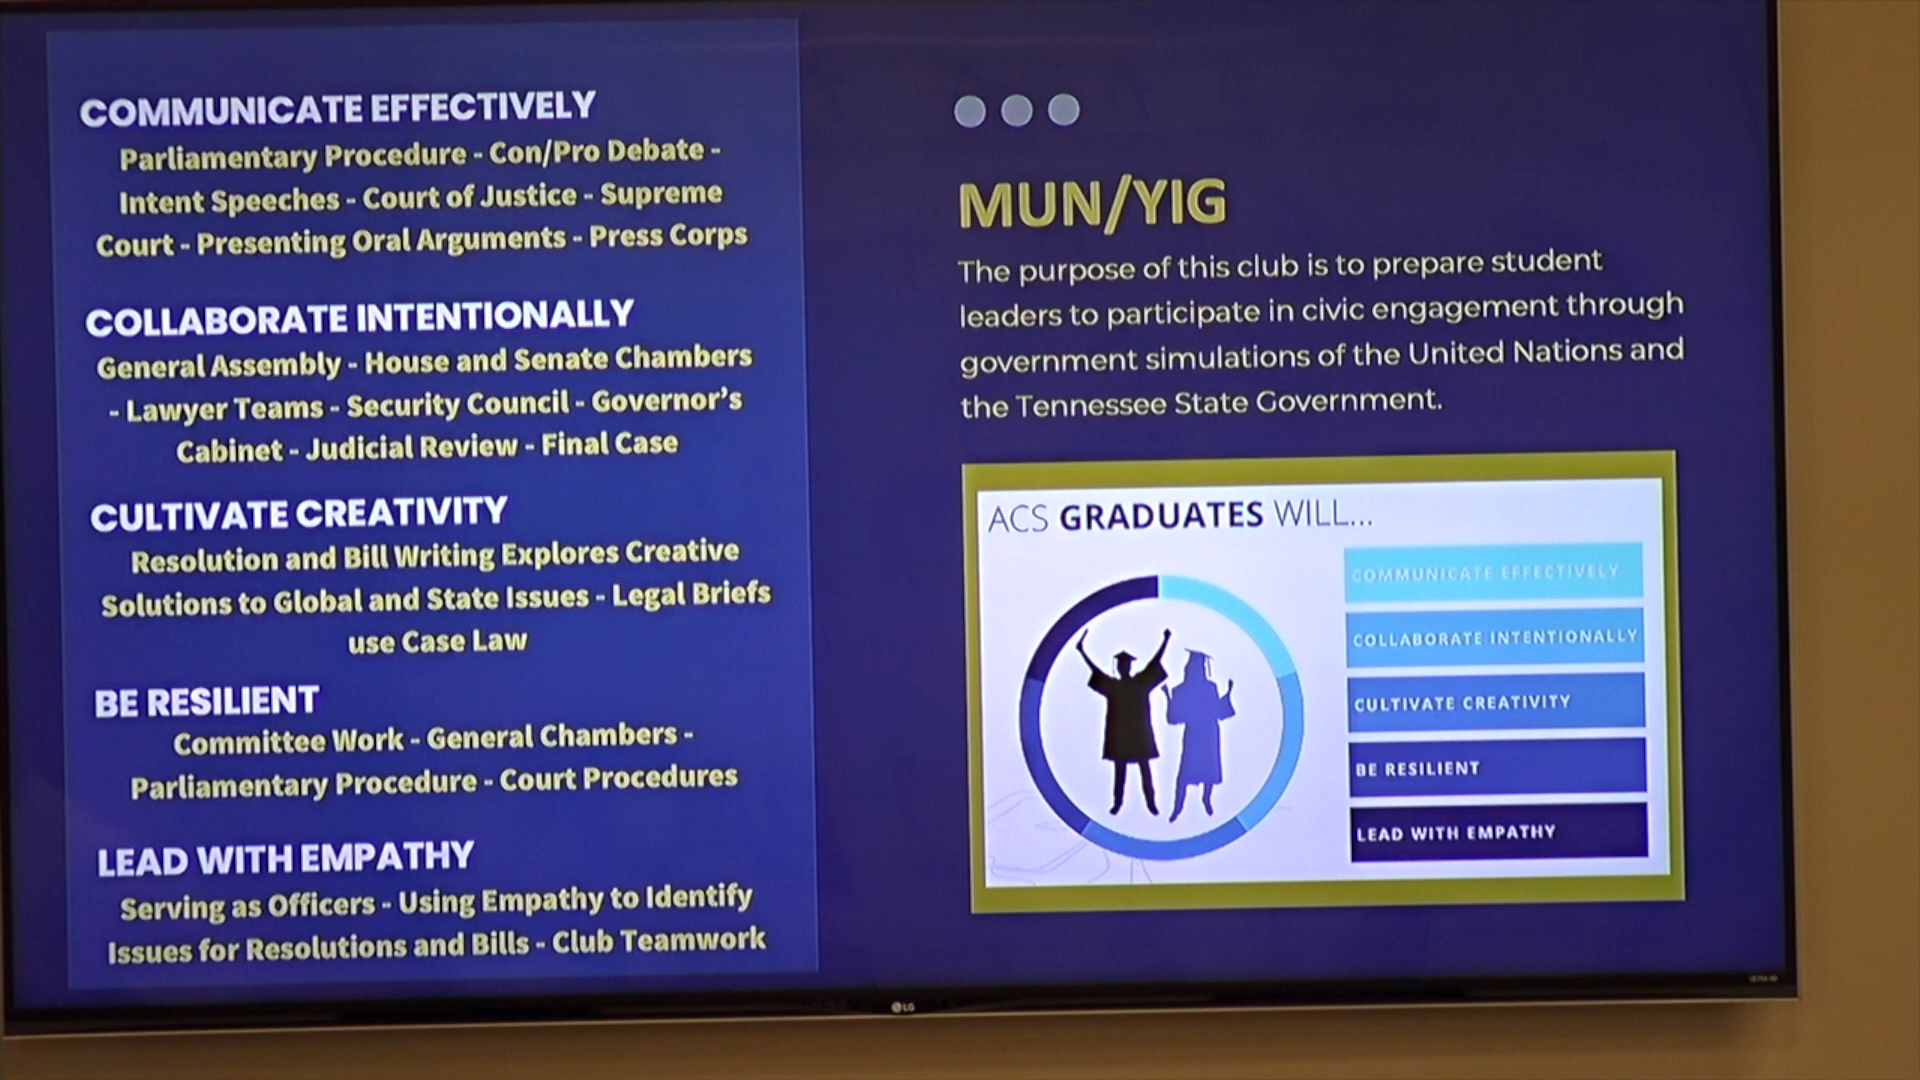 COMMUNICATE EFFECTIVELY
Parliamentary Procedure - Con/Pro Debate -
Intent Speeches - Court of Justice - Supreme
Court - Presenting Oral Arguments - Press Corps
COLLABORATE INTENTIONALLY
General Assembly - House and Senate Chambers
- Lawyer Teams - Security Council - Governor's
Cabinet - Judicial Review - Final Case
CULTIVATE CREATIVITY
Resolution and Bill Writing Explores Creative
Solutions to Global and State Issues - Legal Briefs
use Case Law
BE RESILIENT
Committee Work - General Chambers -
Parliamentary Procedure - Court Procedures
LEAD WITH EMPATHY
Serving as Officers - Using Empathy to Identify
Issues for Resolutions and Bills - Club Teamwork
MUN/YIG
The purpose of this club is to prepare student
leaders to participate in civic engagement through
government simulations of the United Nations and
the Tennessee State Government.
ACS GRADUATES WILL...
COMMUNICATE EFFECTIVELY
COLLABORATE INTENTIONALLY
CULTIVATE CREATIVITY
BE RESILIENT
LEAD WITH EMPATHY
LG